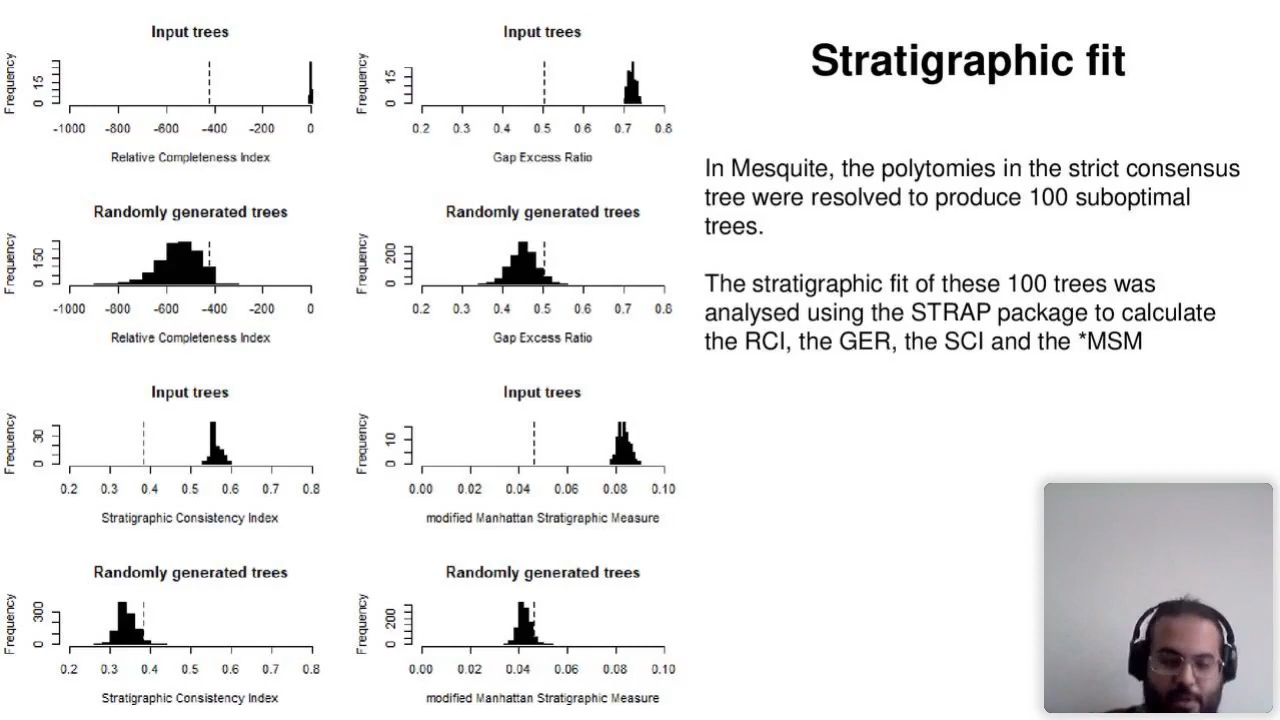 Stratigraphic fit
In Mesquite, the polytomies in the strict consensus
tree were resolved to produce 100 suboptimal
trees.
The stratigraphic fit of these 100 trees was
analysed using the STRAP package to calculate
the RCI, the GER, the SCI and the *MSM
Input trees
Frequency
0 15
-1000 -800 -600 -400 -200 0
Relative Completeness Index
Input trees
Frequency
0 15
0.2 0.3 0.4 0.5 0.6 0.7 0.8
Gap Excess Ratio
Randomly generated trees
Frequency
0 150
-1000 -800 -600 -400 -200 0
Relative Completeness Index
Randomly generated trees
Frequency
0 200
0.2 0.3 0.4 0.5 0.6 0.7 0.8
Gap Excess Ratio
Input trees
Frequency
0 30
0.2 0.3 0.4 0.5 0.6 0.7 0.8
Stratigraphic Consistency Index
Input trees
Frequency
0 10
0.00 0.02 0.04 0.06 0.08 0.10
modified Manhattan Stratigraphic Measure
Randomly generated trees
Frequency
0 300
0.2 0.3 0.4 0.5 0.6 0.7 0.8
Stratigraphic Consistency Index
Randomly generated trees
Frequency
0 200
0.00 0.02 0.04 0.06 0.08 0.10
modified Manhattan Stratigraphic Measure